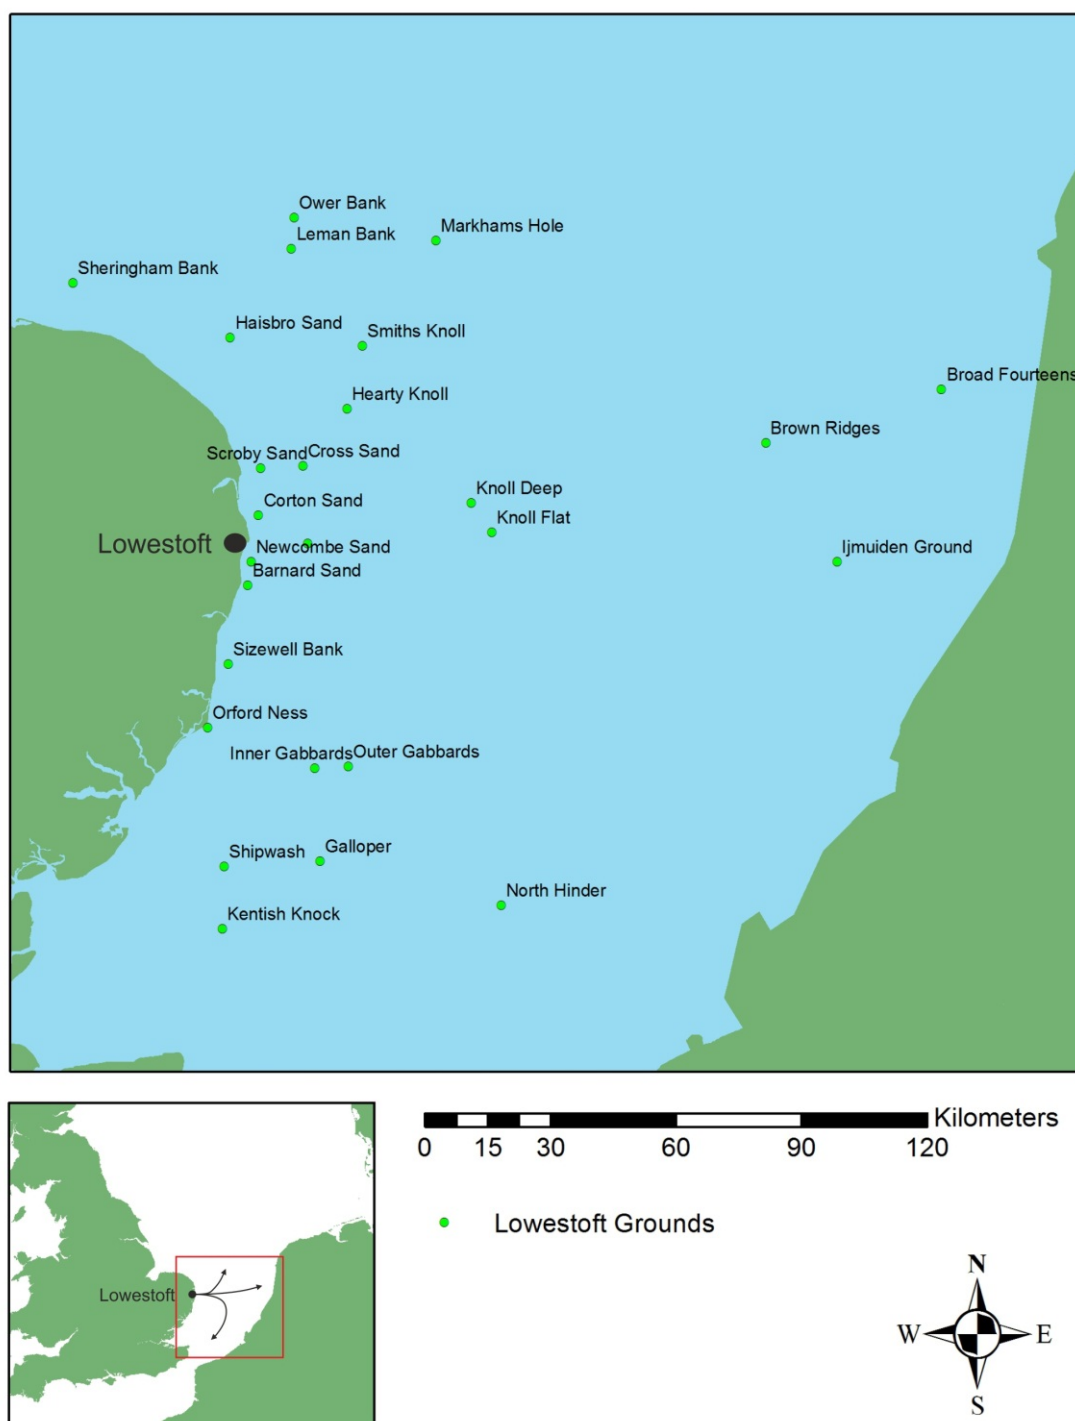 Ower Bank
Markhams Hole
Leman Bank
Sheringham Bank
Haisbro Sand
Smiths Knoll
Broad Fourteens
Hearty Knoll
Brown Ridges
Scroby Sand
Cross Sand
Knoll Deep
Corton Sand
Knoll Flat
Lowestoft
Newcombe Sand
Ijmuiden Ground
Barnard Sand
Sizewell Bank
Orford Ness
Inner Gabbards
Outer Gabbards
Shipwash
Galloper
North Hinder
Kentish Knock
Kilometers
0 15 30 60 90 120
Lowestoft Grounds
Lowestoft
N
W E
S